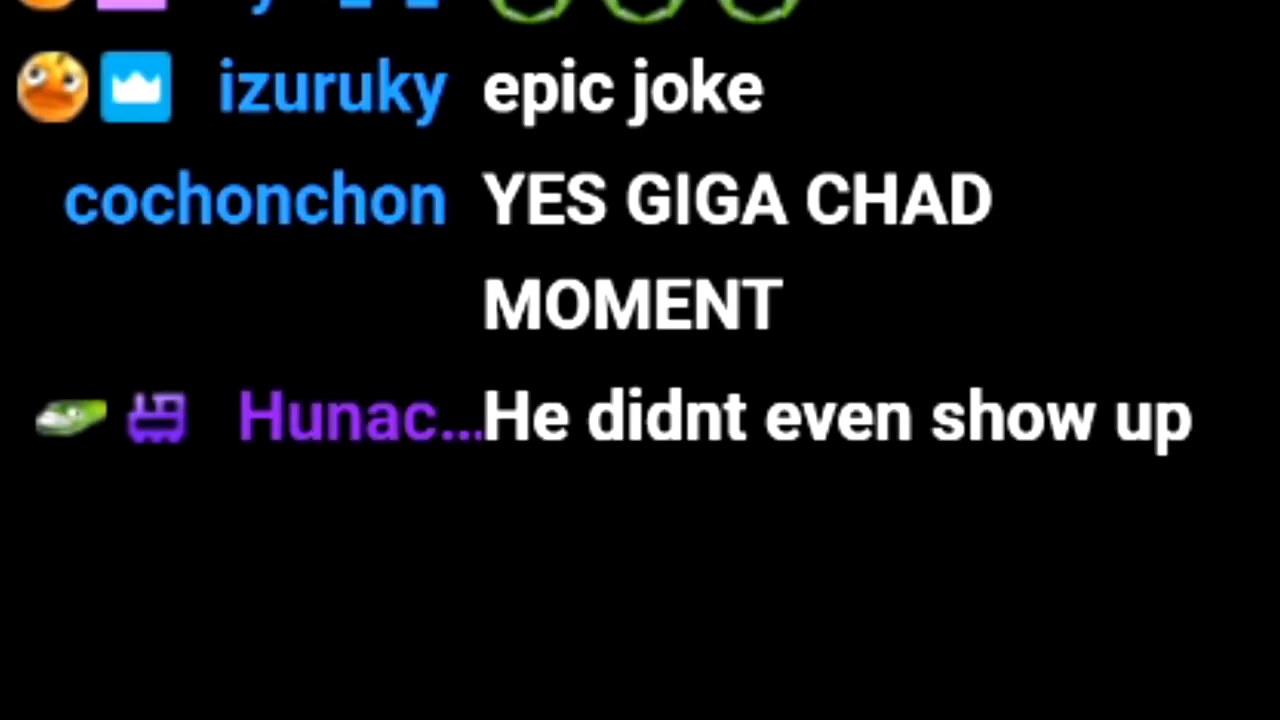 izuruky epic joke
cochonchon YES GIGA CHAD
MOMENT
Hunac...He didnt even show up